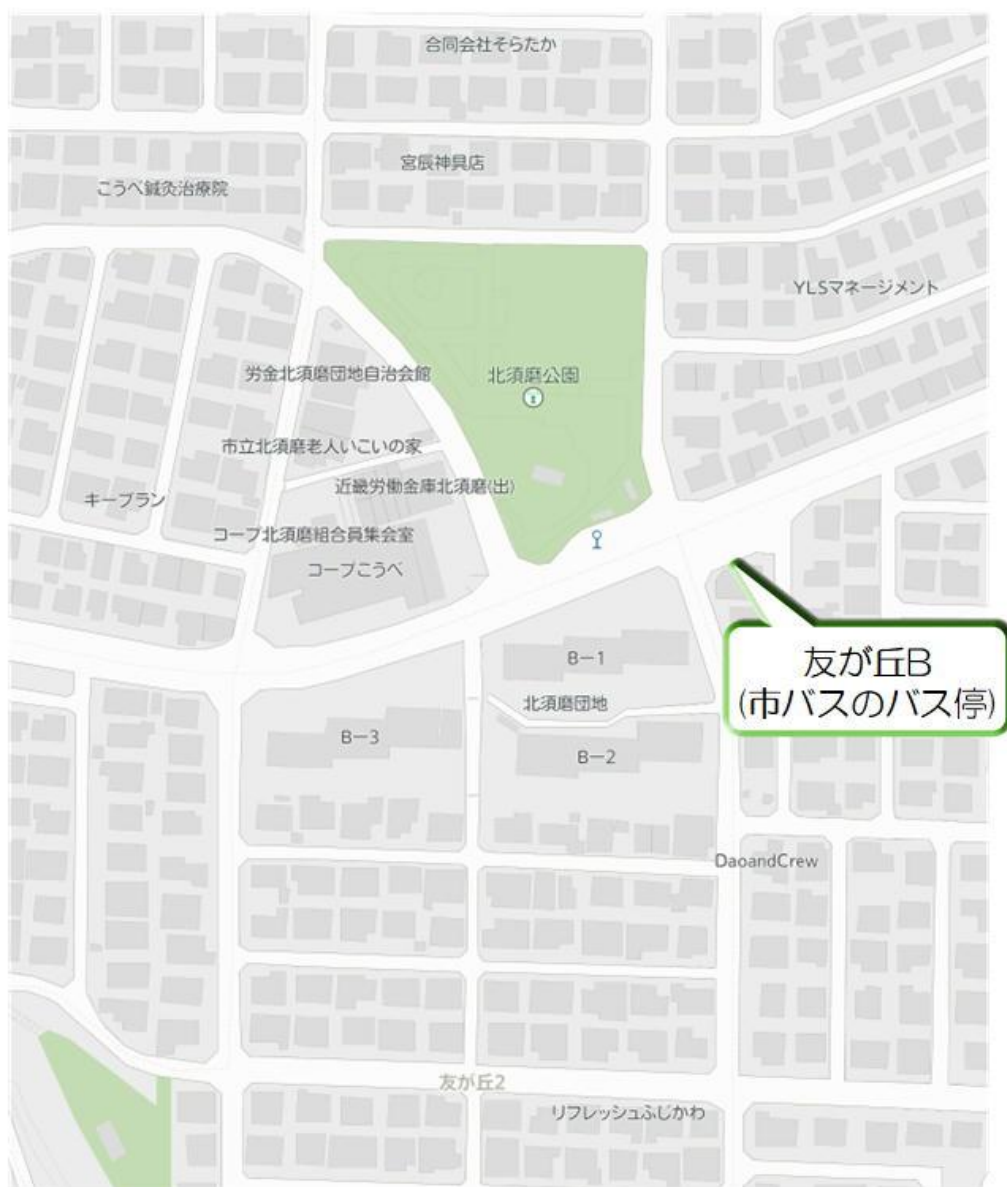 合同会社そらたか
宮辰神具店
こうべ鍼灸治療院
YLSマネージメント
労金北須磨団地自治会館
北須磨公園
市立北須磨老人いこいの家
近畿労働金庫北須磨(出)
キープラン
コープ北須磨組合員集会室
コープこうべ
友が丘B
(市バスのバス停)
B-1
北須磨団地
B-3
B-2
DaoandCrew
友が丘2
リフレッシュふじかわ